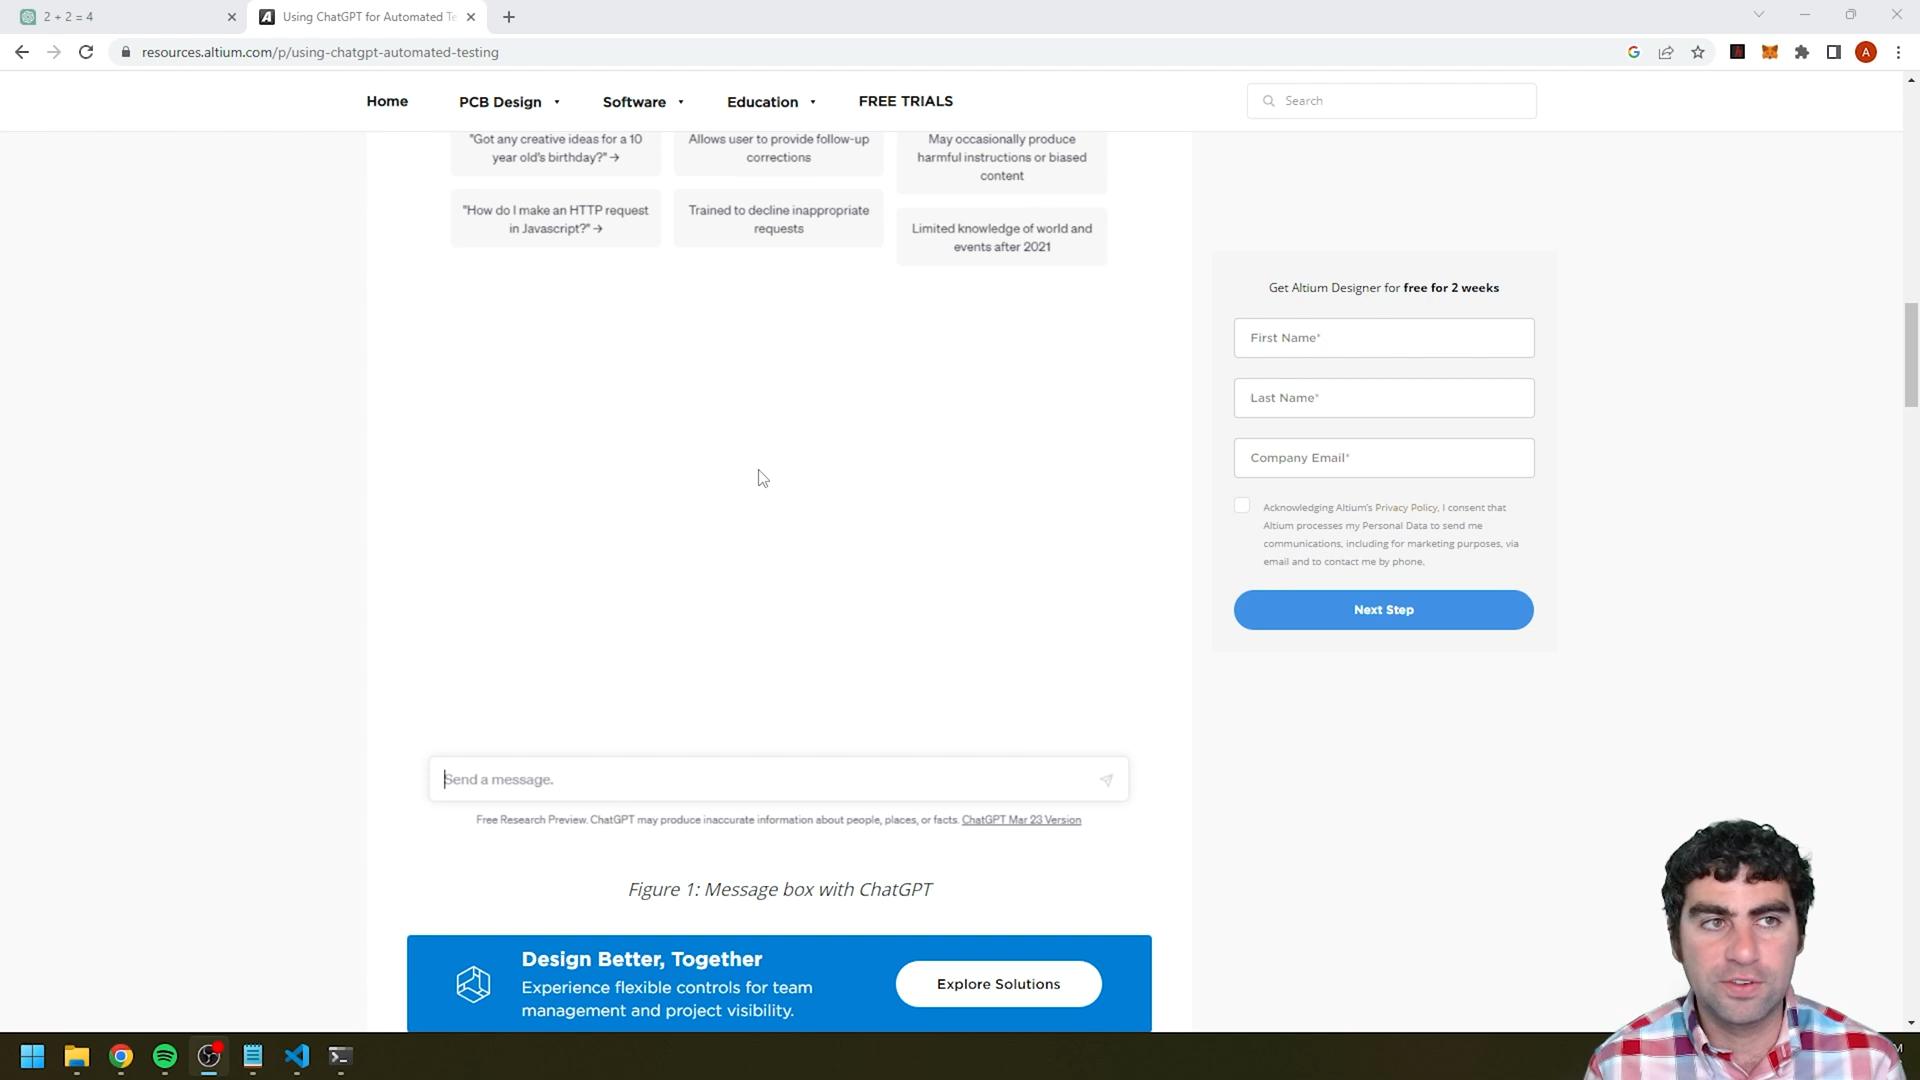 2 + 2 = 4
Using ChatGPT for Automated Te
resources.altium.com/p/using-chatgpt-automated-testing
A
Home
PCB Design
Software
Education
FREE TRIALS
Search
"Got any creative ideas for a 10
year old's birthday?" →
Allows user to provide follow-up
corrections
May occasionally produce
harmful instructions or biased
content
"How do I make an HTTP request
in Javascript?" →
Trained to decline inappropriate
requests
Limited knowledge of world and
events after 2021
Get Altium Designer for free for 2 weeks
First Name*
Last Name*
Company Email*
Acknowledging Altium's Privacy Policy, I consent that
Altium processes my Personal Data to send me
communications, including for marketing purposes, via
email and to contact me by phone.
Next Step
Send a message.
Free Research Preview. ChatGPT may produce inaccurate information about people, places, or facts. ChatGPT Mar 23 Version
Figure 1: Message box with ChatGPT
Design Better, Together
Experience flexible controls for team
management and project visibility.
Explore Solutions